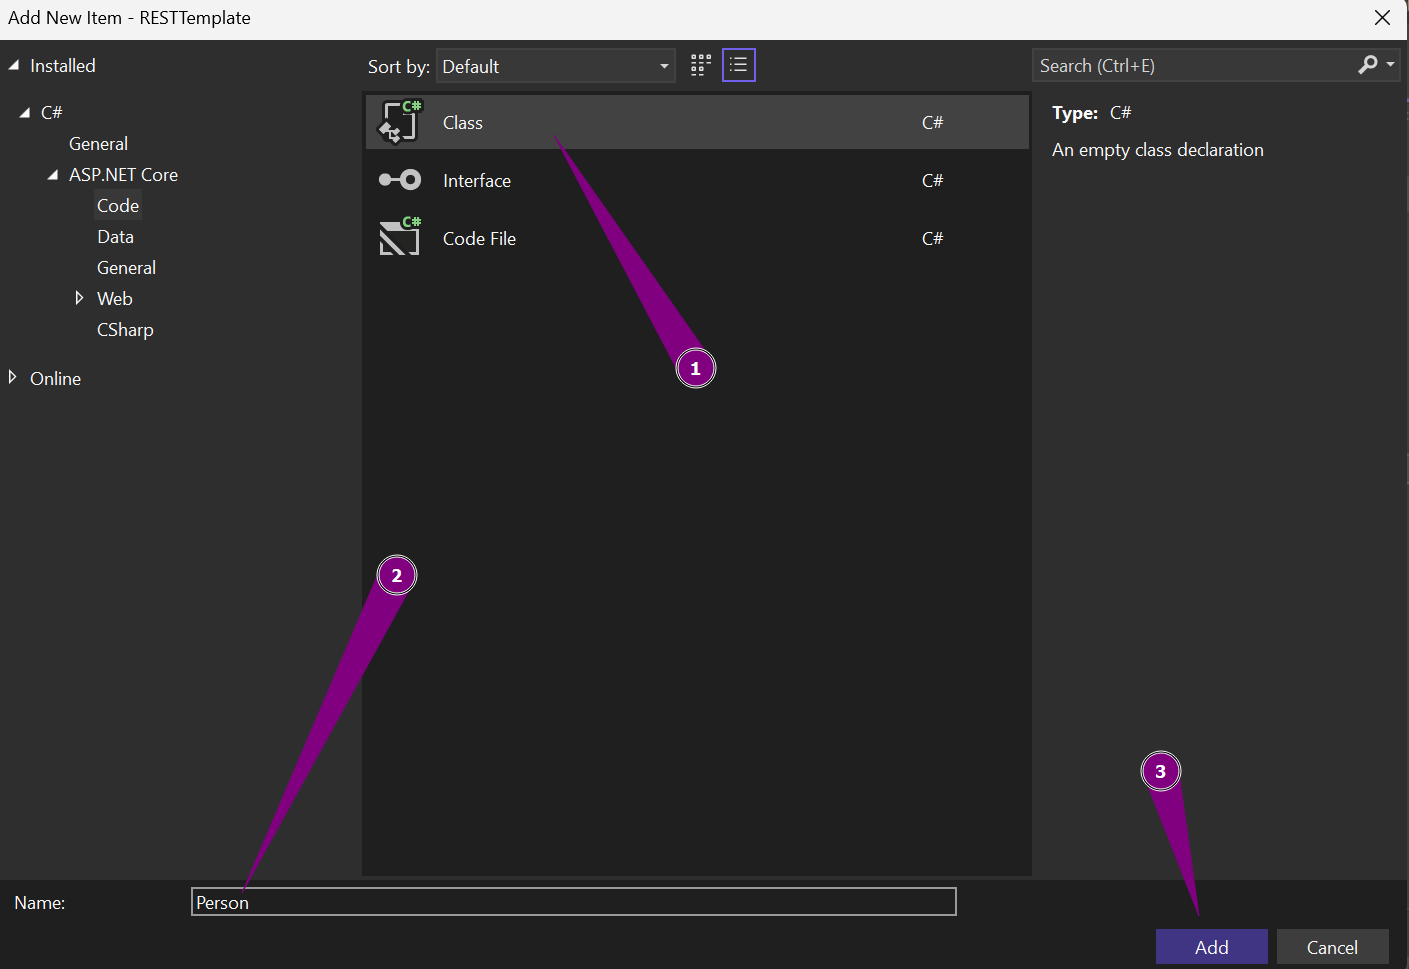 Add New Item - RESTTemplate
Installed
Sort by: Default
Search (Ctrl+E)
C#
General
ASP.NET Core
Code
Data
General
Web
CSharp
Online
C#
Class C#
Interface C#
C#
Code File C#
Type: C#
An empty class declaration
1
2
3
Name: Person
Add Cancel